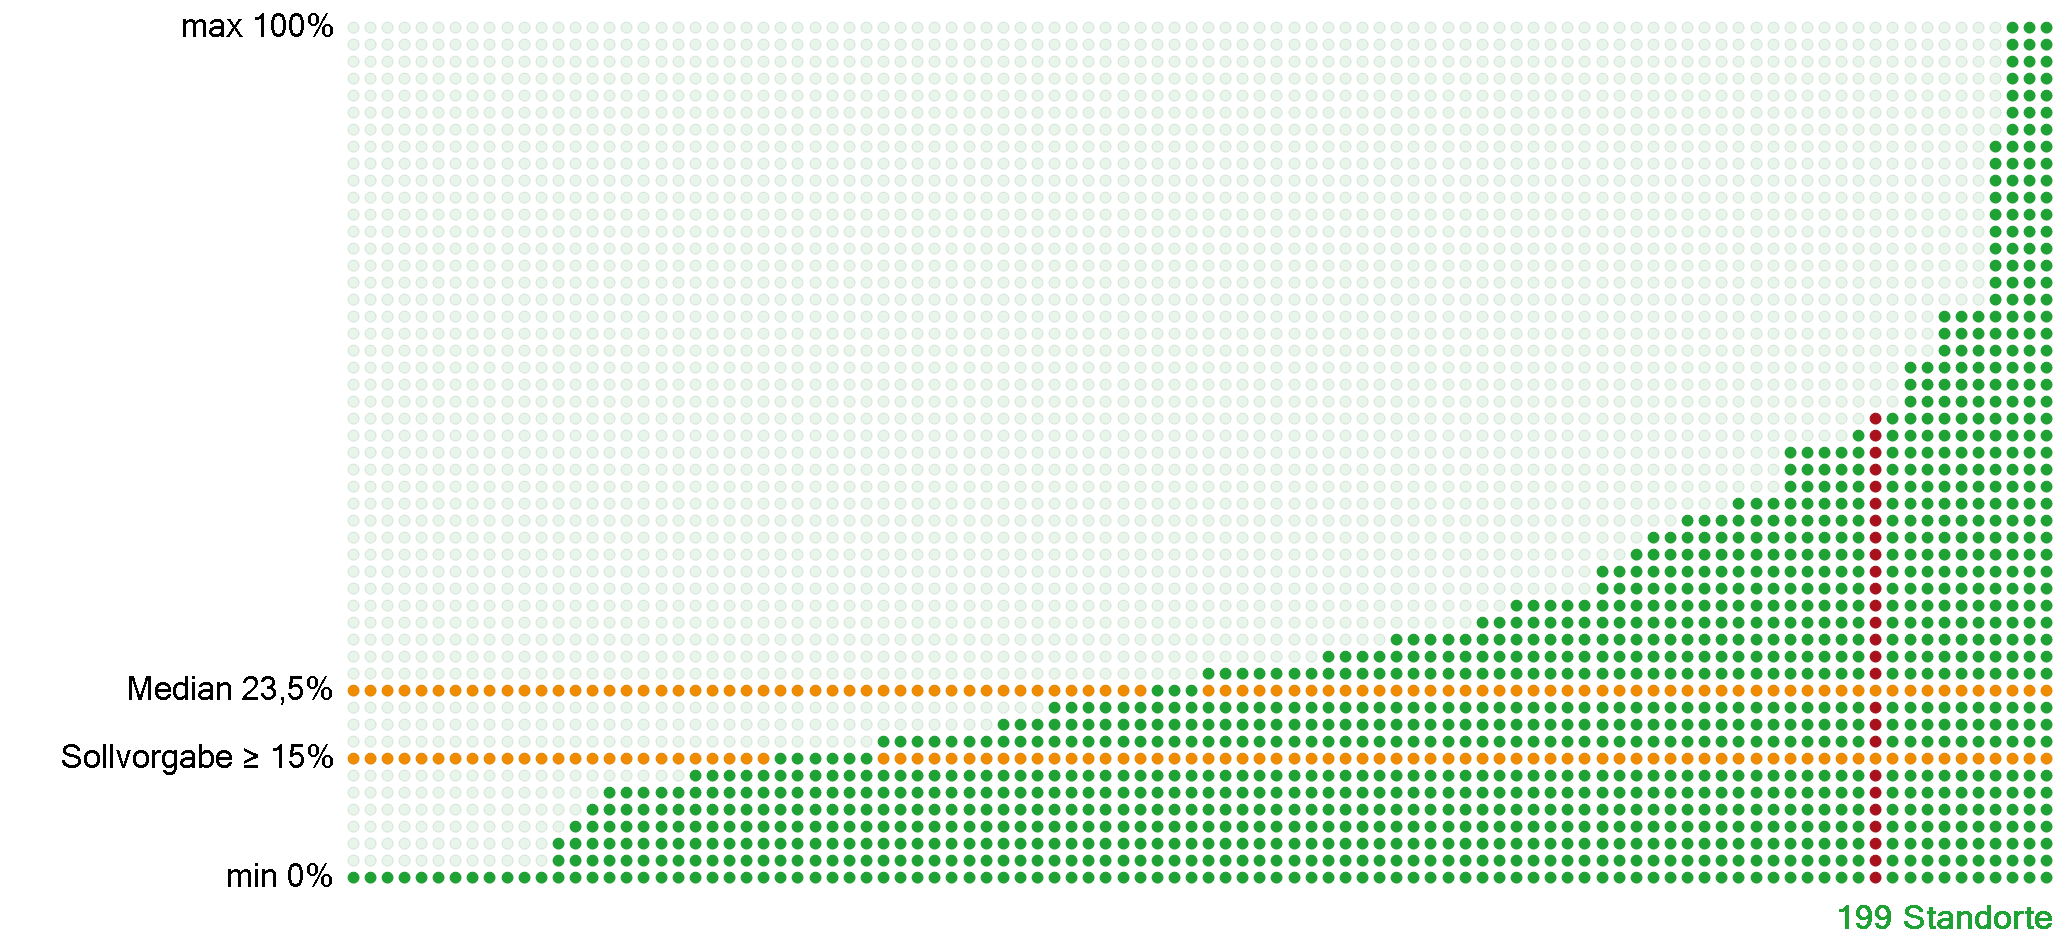 max 100%
Median 23,5%
Sollvorgabe ≥ 15%
min 0%
199 Standorte